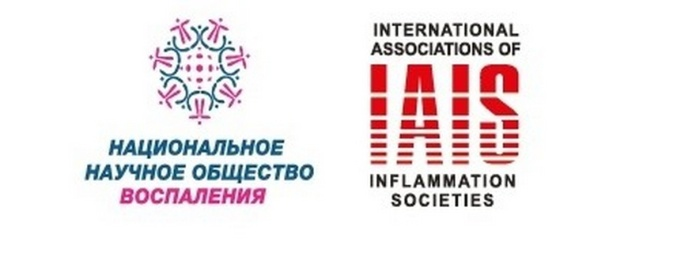 НАЦИОНАЛЬНОЕ
НАУЧНОЕ ОБЩЕСТВО
ВОСПАЛЕНИЯ
INTERNATIONAL
ASSOCIATIONS OF
IAIS
INFLAMMATION
SOCIETIES